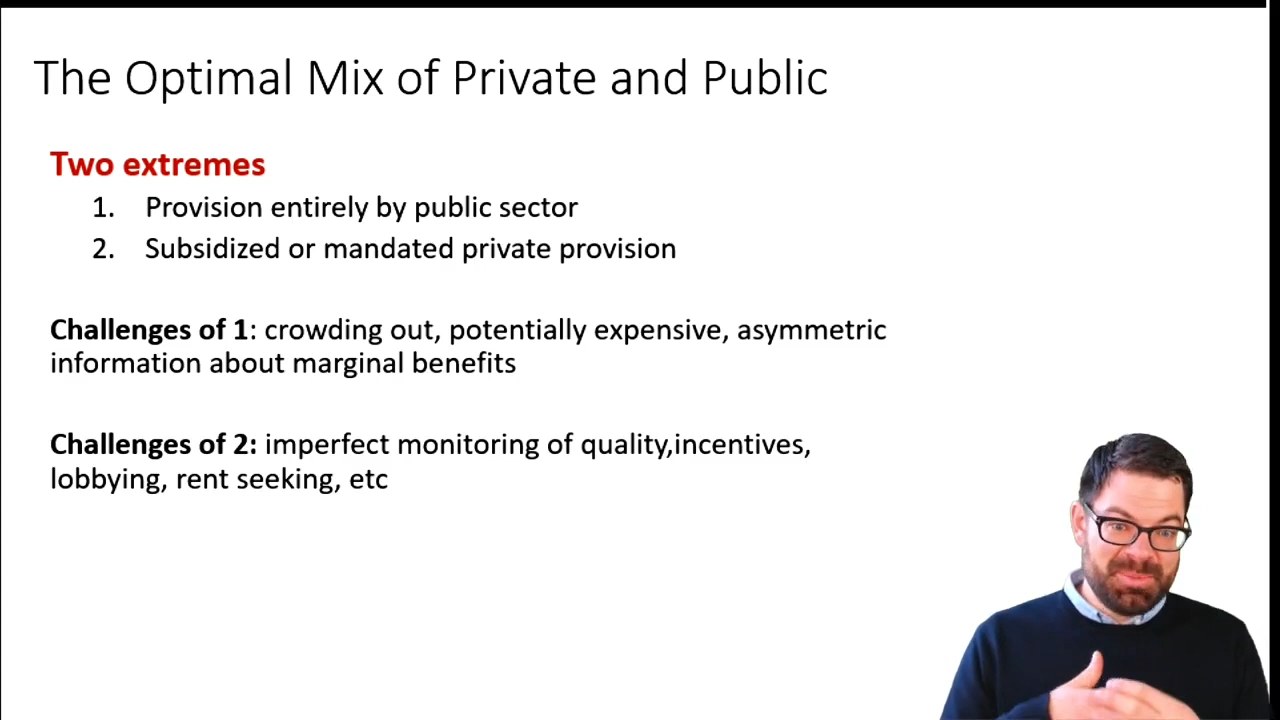 The Optimal Mix of Private and Public
Two extremes
1. Provision entirely by public sector
2. Subsidized or mandated private provision
Challenges of 1: crowding out, potentially expensive, asymmetric
information about marginal benefits
Challenges of 2: imperfect monitoring of quality,incentives,
lobbying, rent seeking, etc